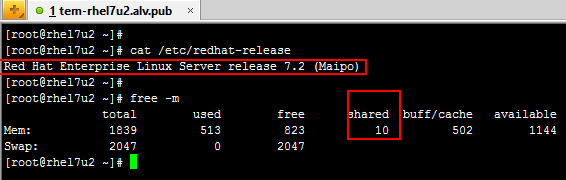 1 tem-rhel7u2.alv.pub
[root@rhel7u2 ~]#
[root@rhel7u2 ~]# cat /etc/redhat-release
Red Hat Enterprise Linux Server release 7.2 (Maipo)
[root@rhel7u2 ~]#
[root@rhel7u2 ~]# free -m
total used free shared buff/cache available
Mem: 1839 513 823 10 502 1144
Swap: 2047 0 2047
[root@rhel7u2 ~]#